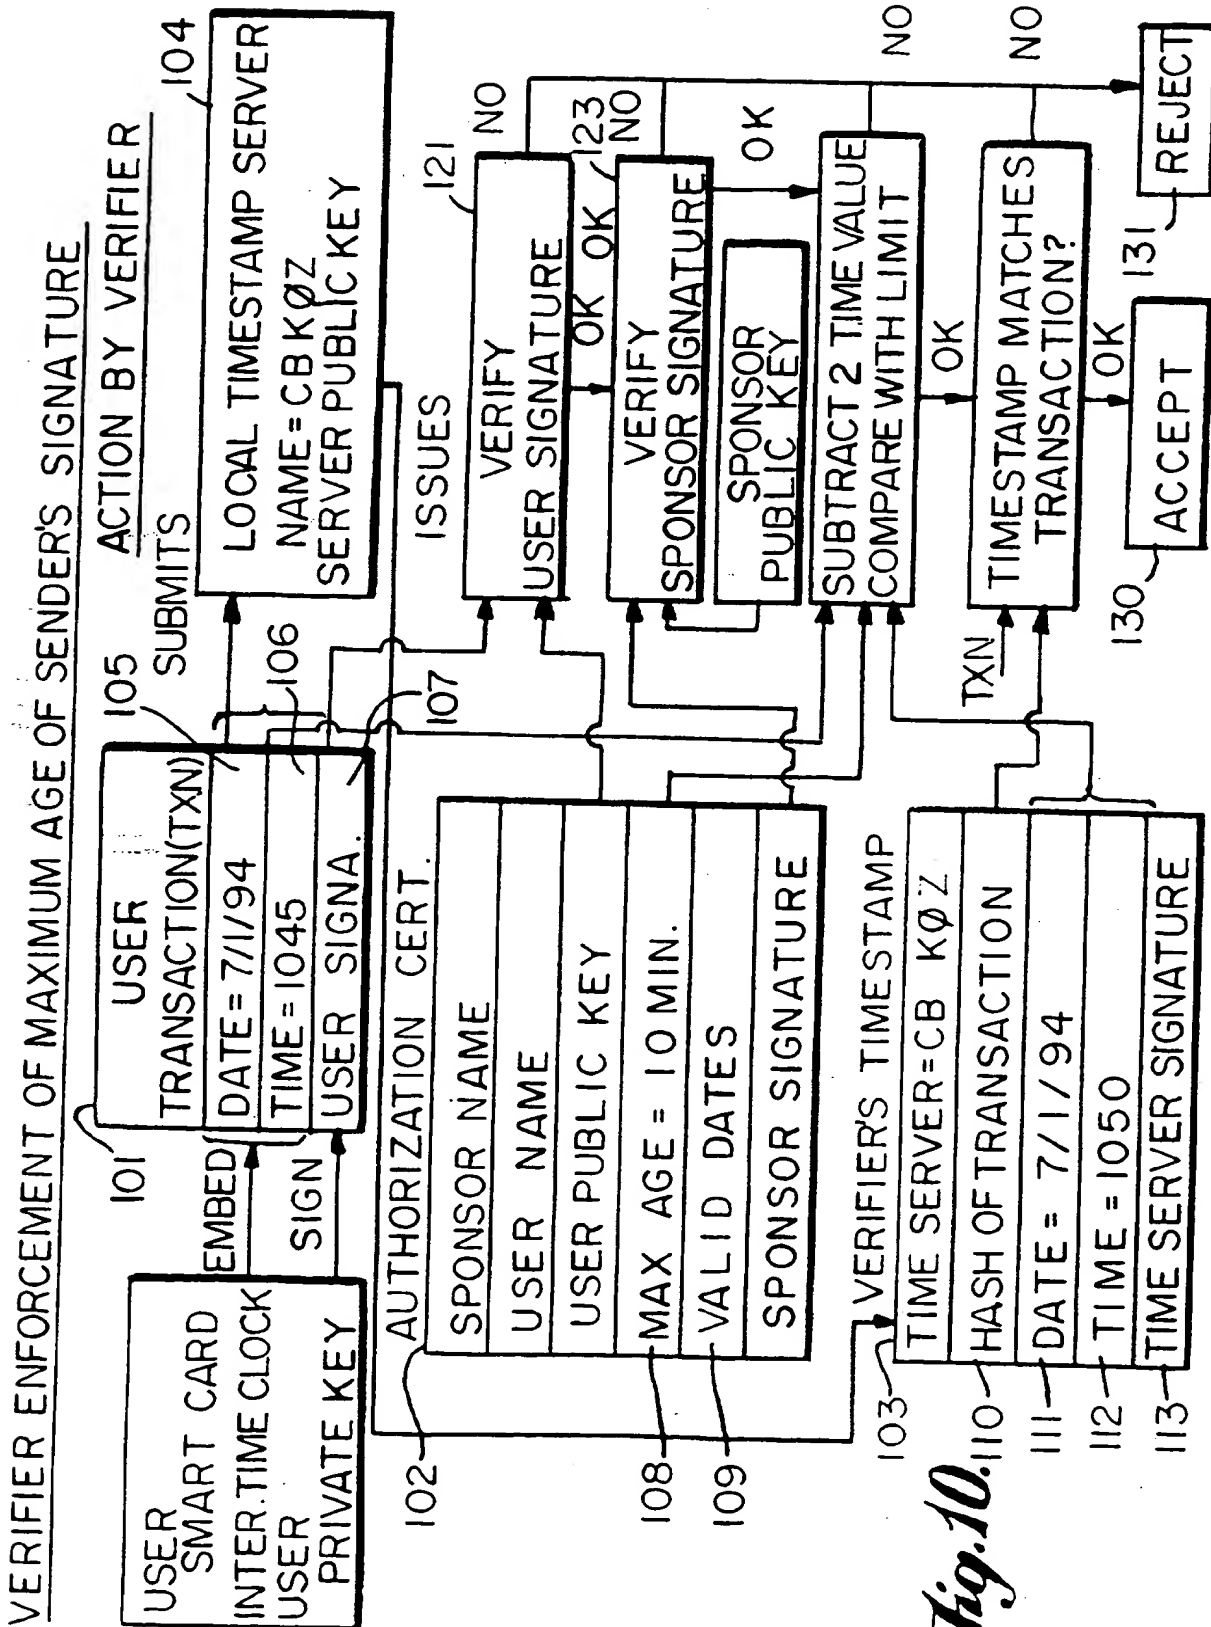 VERIFIER ENFORCEMENT OF MAXIMUM AGE OF SENDER'S SIGNATURE
ACTION BY VERIFIER
USER
SMART CARD
INTER.TIME CLOCK
USER
PRIVATE KEY
EMBED
SIGN
101
USER
TRANSACTION(TXN)
DATE=7/1/94
TIME=1045
USER SIGNA.
105
106
107
SUBMITS
104
LOCAL TIMESTAMP SERVER
NAME=CB KØZ
SERVER PUBLIC KEY
ISSUES
102
AUTHORIZATION CERT.
SPONSOR NAME
USER NAME
USER PUBLIC KEY
MAX AGE = 10 MIN.
VALID DATES
SPONSOR SIGNATURE
108
109
121
VERIFY
USER SIGNATURE
NO
OK
OK
123
VERIFY
SPONSOR SIGNATURE
NO
SPONSOR
PUBLIC KEY
OK
SUBTRACT 2 TIME VALUE
COMPARE WITH LIMIT
NO
OK
TXN
TIMESTAMP MATCHES
TRANSACTION?
NO
OK
103
VERIFIER'S TIMESTAMP
TIME SERVER=CB KØZ
HASH OF TRANSACTION
DATE = 7/1/94
TIME=1050
TIME SERVER SIGNATURE
110
111
112
113
130
ACCEPT
131
REJECT
Fig.10.